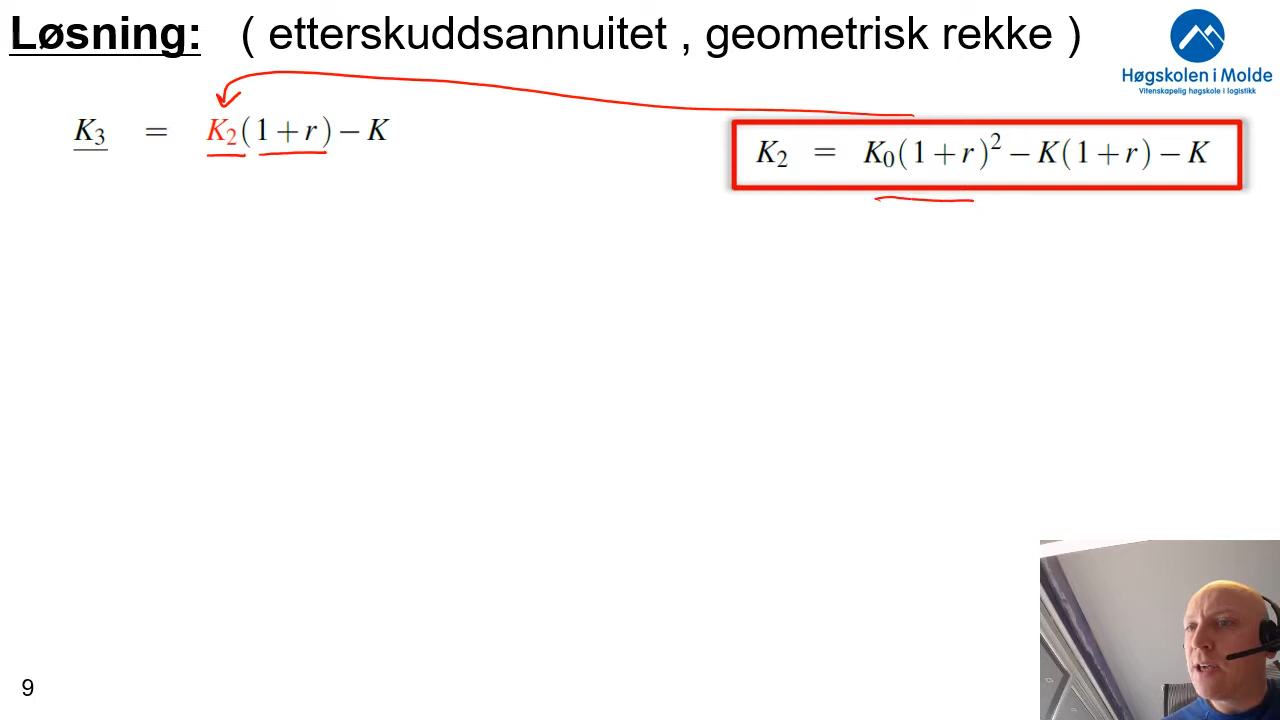 Løsning: ( etterskuddsannuitet , geometrisk rekke )
Høgskolen i Molde
Vitenskapelig høgskole i logistikk
K₃ = K₂(1 + r) − K
K₂ = K₀(1 + r)² − K(1 + r) − K
9